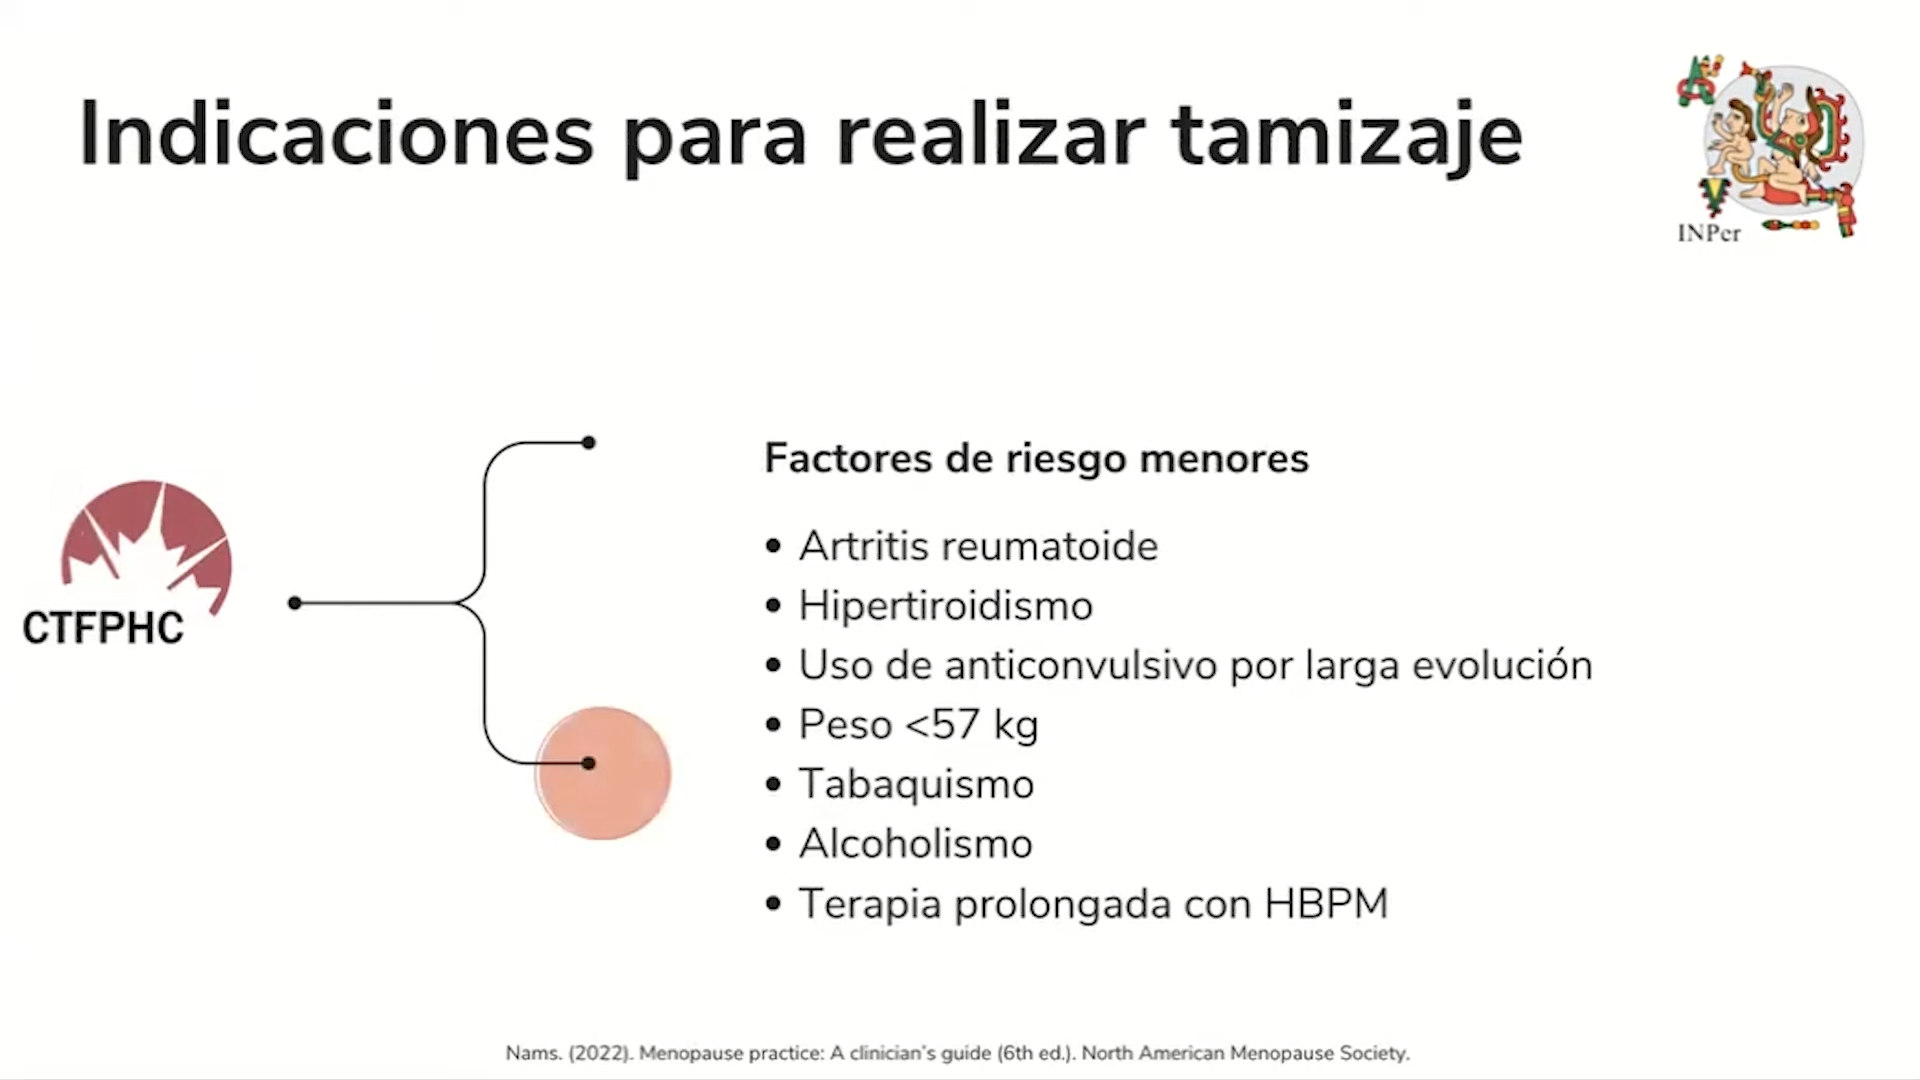 Indicaciones para realizar tamizaje
INPer
CTFPHC
Factores de riesgo menores
• Artritis reumatoide
• Hipertiroidismo
• Uso de anticonvulsivo por larga evolución
• Peso <57 kg
• Tabaquismo
• Alcoholismo
• Terapia prolongada con HBPM
Nams. (2022). Menopause practice: A clinician's guide (6th ed.). North American Menopause Society.